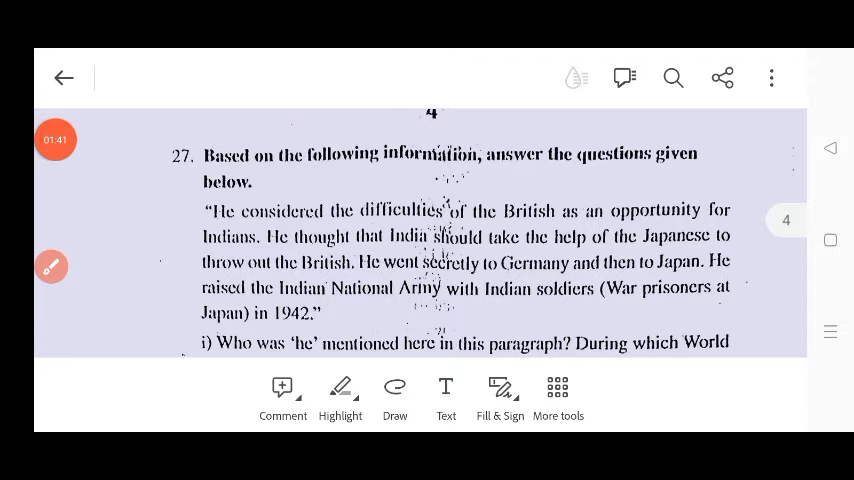 4
01:41
27. Based on the following information, answer the questions given
below.
"He considered the difficulties of the British as an opportunity for
Indians. He thought that India should take the help of the Japanese to
throw out the British. He went secretly to Germany and then to Japan. He
raised the Indian National Army with Indian soldiers (War prisoners at
Japan) in 1942."
i) Who was 'he' mentioned here in this paragraph? During which World
4
Comment Highlight Draw Text Fill & Sign More tools